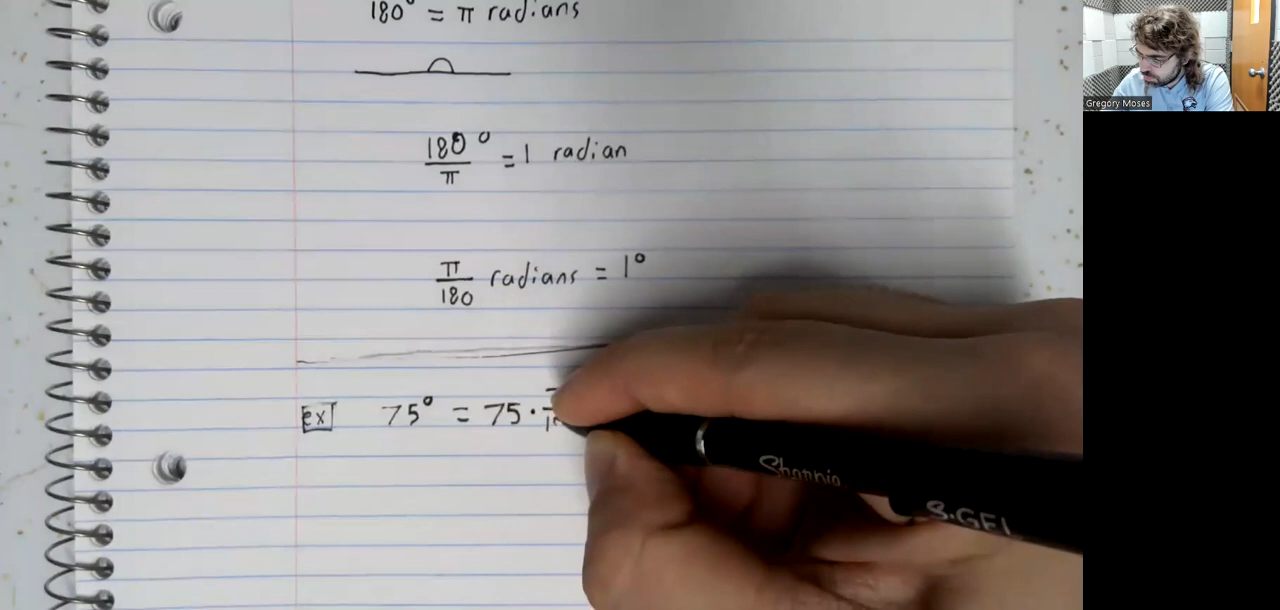 180° = π radians
180°/π = 1 radian
π/180 radians = 1°
ex 75° = 75 ·
Gregory Moses